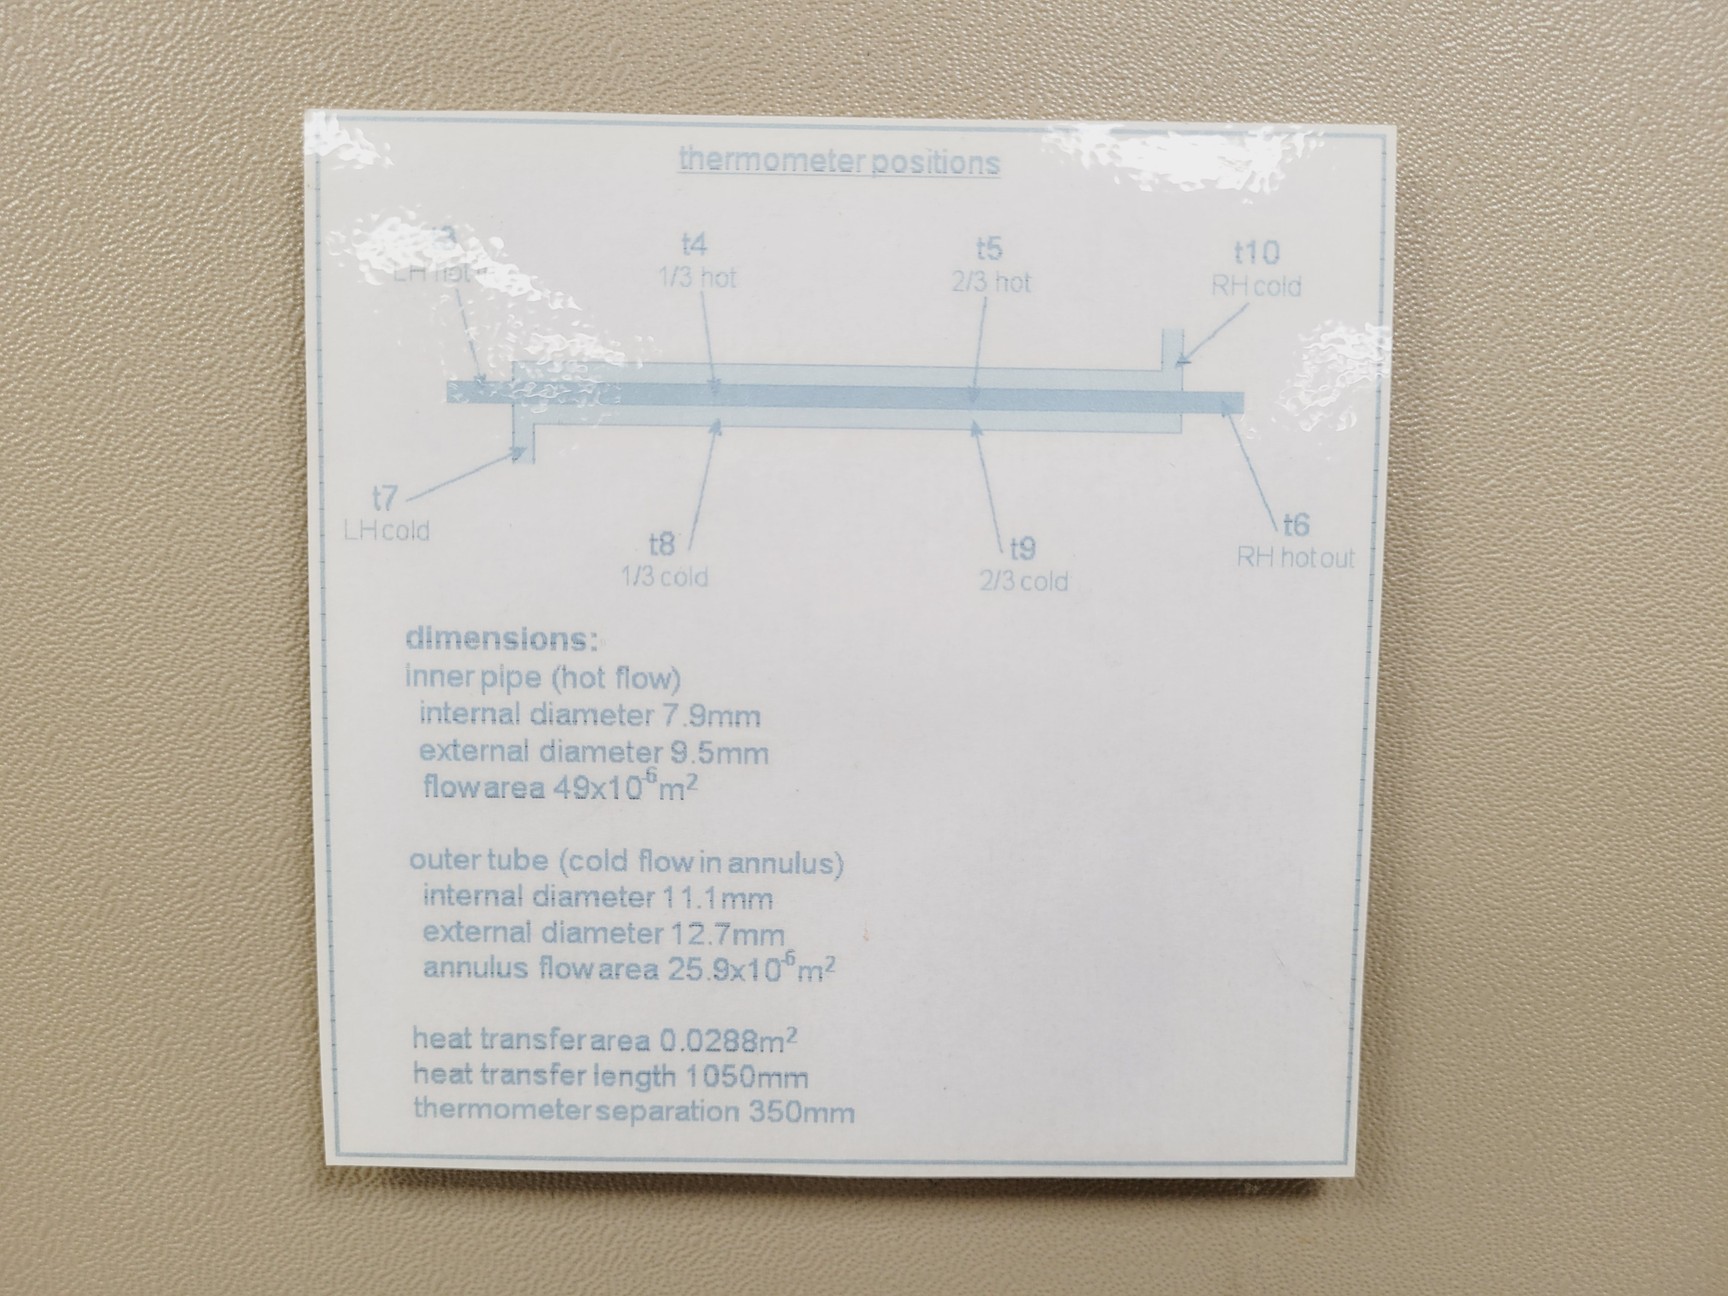 thermometer positions
t3 t4 t5 t10
LH hot 1/3 hot 2/3 hot RH cold
t7 t8 t9 t6
LH cold 1/3 cold 2/3 cold RH hot out
dimensions:
inner pipe (hot flow)
internal diameter 7.9mm
external diameter 9.5mm
flow area 49x10⁻⁶m²
outer tube (cold flow in annulus)
internal diameter 11.1mm
external diameter 12.7mm
annulus flow area 25.9x10⁻⁶m²
heat transfer area 0.0288m²
heat transfer length 1050mm
thermometer separation 350mm